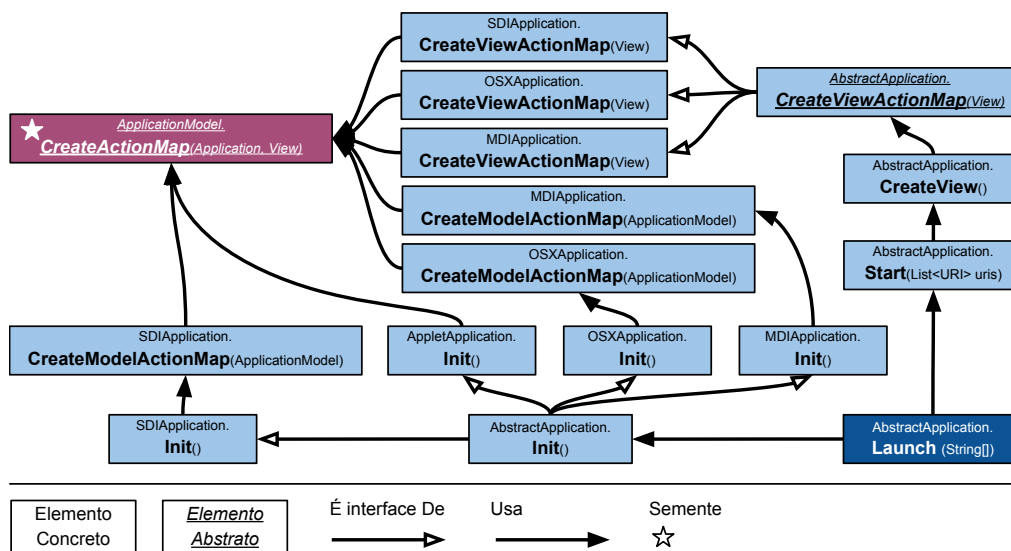 SDIApplication.
CreateViewActionMap(View)
OSXApplication.
CreateViewActionMap(View)
MDIApplication.
CreateViewActionMap(View)
AbstractApplication.
CreateViewActionMap(View)
ApplicationModel.
CreateActionMap(Application, View)
AbstractApplication.
CreateView()
MDIApplication.
CreateModelActionMap(ApplicationModel)
OSXApplication.
CreateModelActionMap(ApplicationModel)
AbstractApplication.
Start(List<URI> uris)
SDIApplication.
CreateModelActionMap(ApplicationModel)
AppletApplication.
Init()
OSXApplication.
Init()
MDIApplication.
Init()
SDIApplication.
Init()
AbstractApplication.
Init()
AbstractApplication.
Launch (String[])
Elemento
Concreto
Elemento
Abstrato
É interface De
Usa
Semente